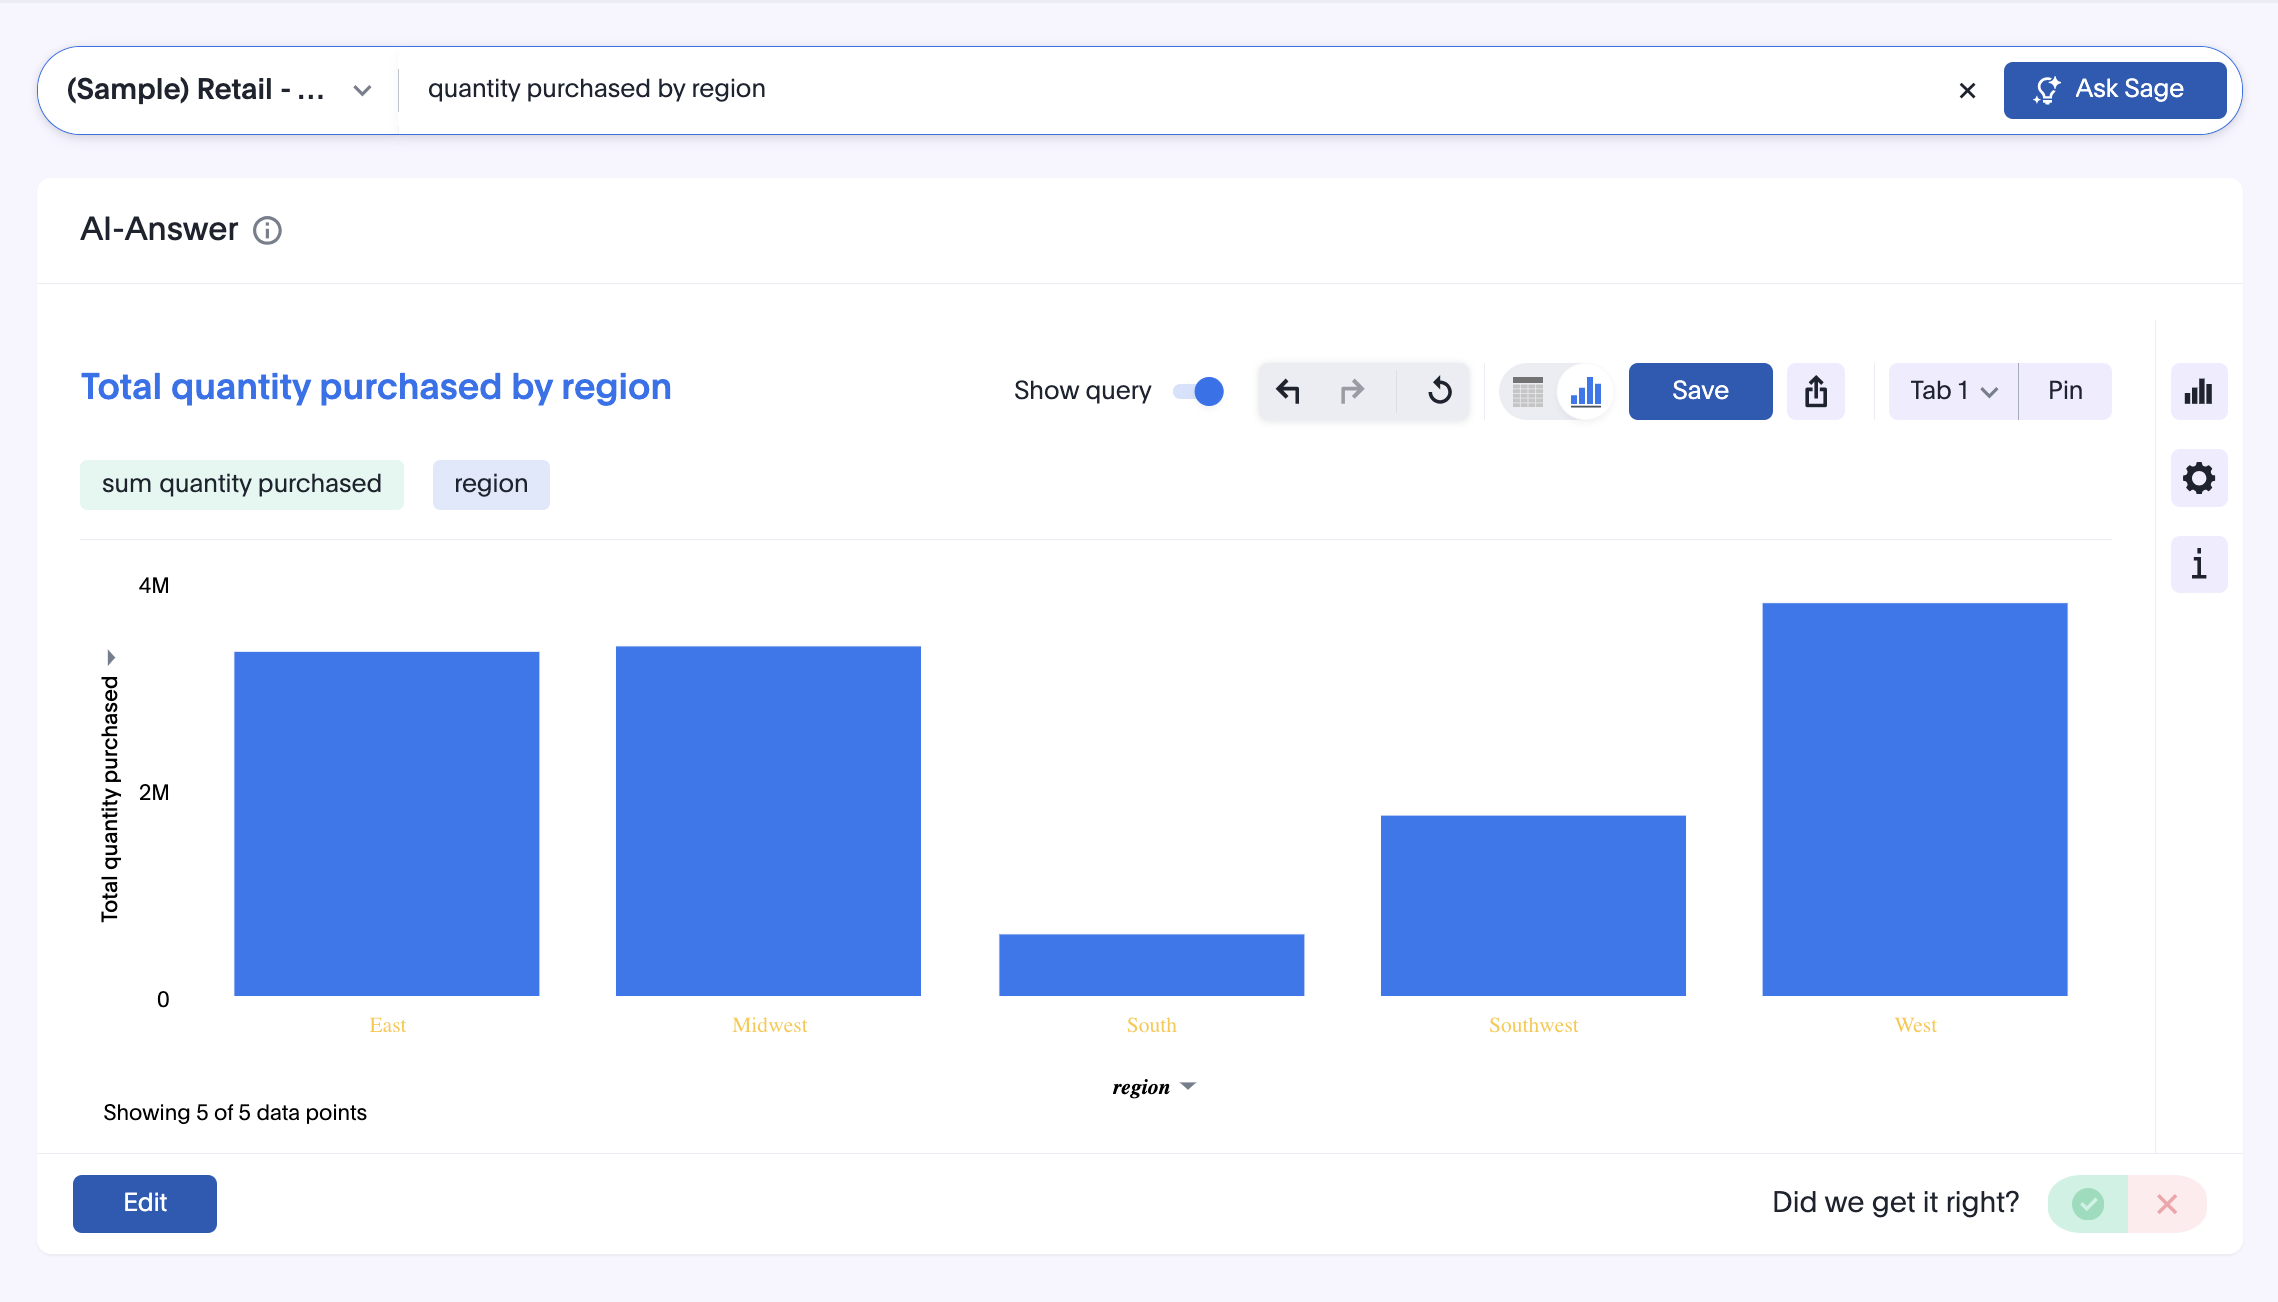 (Sample) Retail - ...
quantity purchased by region
Ask Sage
AI-Answer
Total quantity purchased by region
Show query
Save
Tab 1
Pin
sum quantity purchased
region
4M
2M
0
Total quantity purchased
East
Midwest
South
Southwest
West
region
Showing 5 of 5 data points
Edit
Did we get it right?